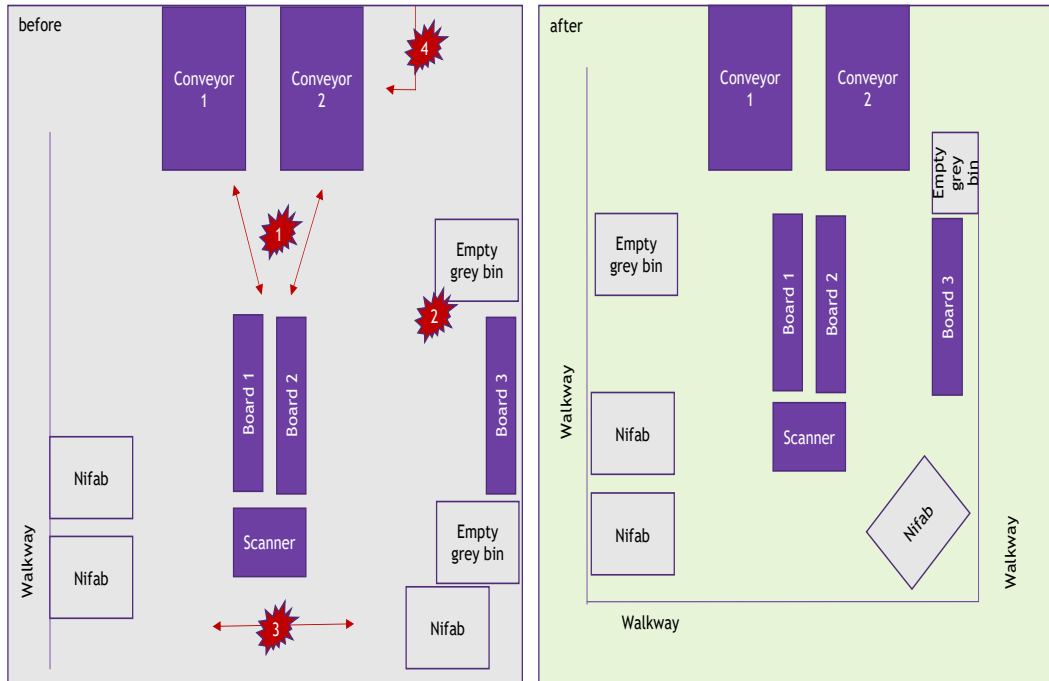 before
Conveyor
1
Conveyor
2
4
1
Empty
grey bin
2
Board 1
Board 2
Board 3
Nifab
Walkway
Nifab
Scanner
Empty
grey bin
3
Nifab
after
Conveyor
1
Conveyor
2
Empty
grey
bin
Empty
grey bin
Board 1
Board 2
Board 3
Walkway
Nifab
Scanner
Nifab
Nifab
Walkway
Walkway